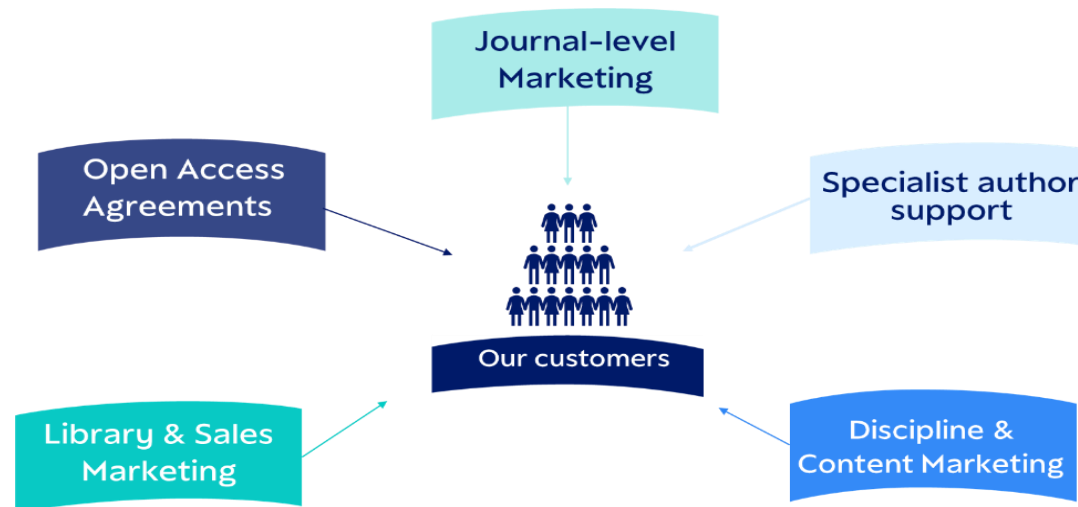 Journal-level
Marketing
Open Access
Agreements
Specialist author
support
Our customers
Library & Sales
Marketing
Discipline &
Content Marketing